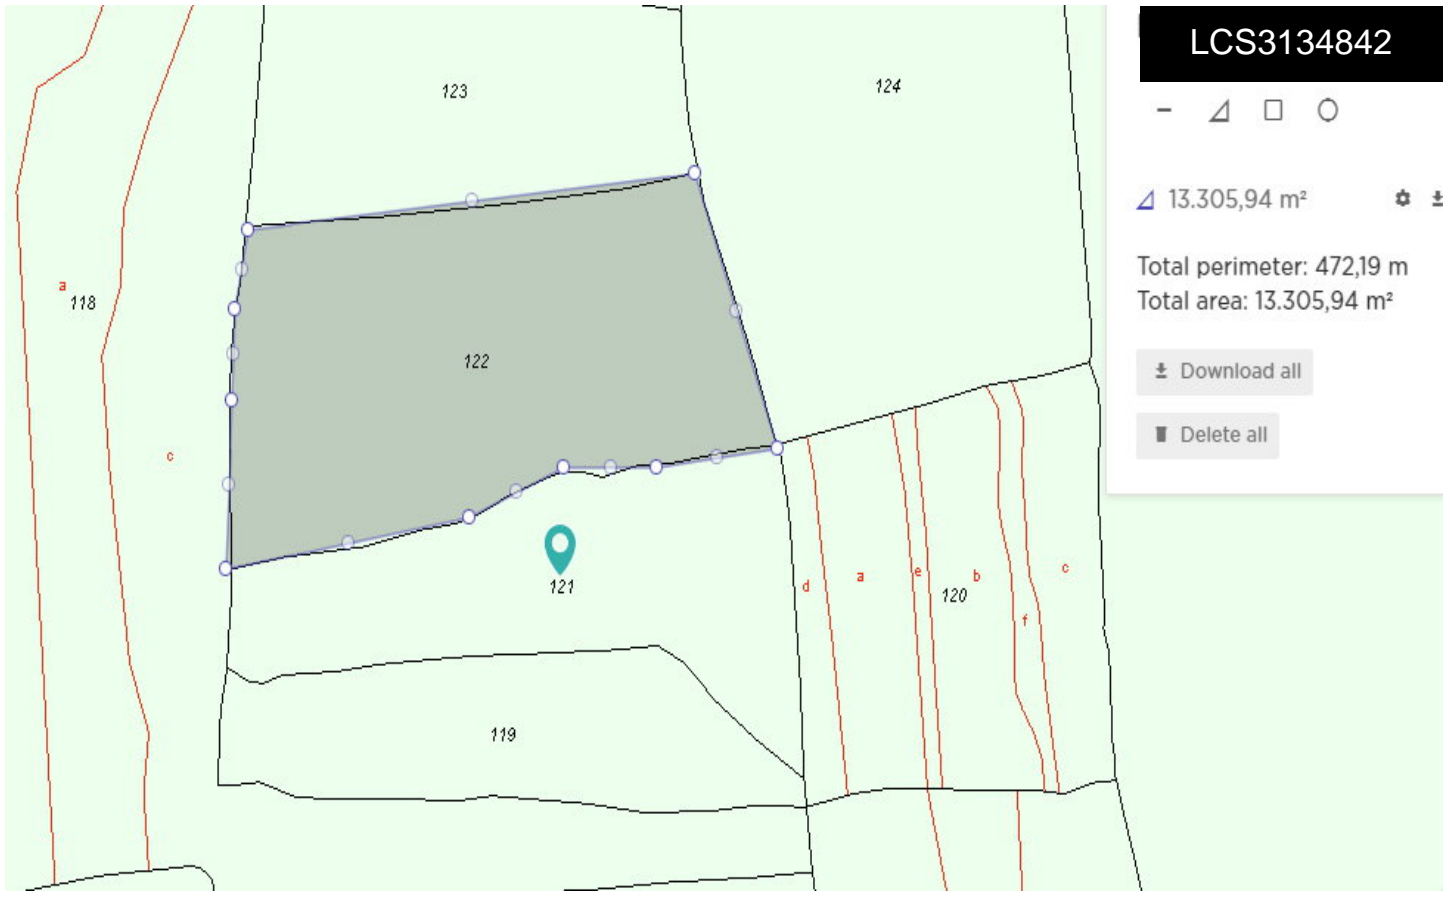 LCS3134842
123
124
13.305,94 m²
Total perimeter: 472,19 m
Total area: 13.305,94 m²
a
118
122
Download all
Delete all
c
121
d
a
e
b
120
c
f
119